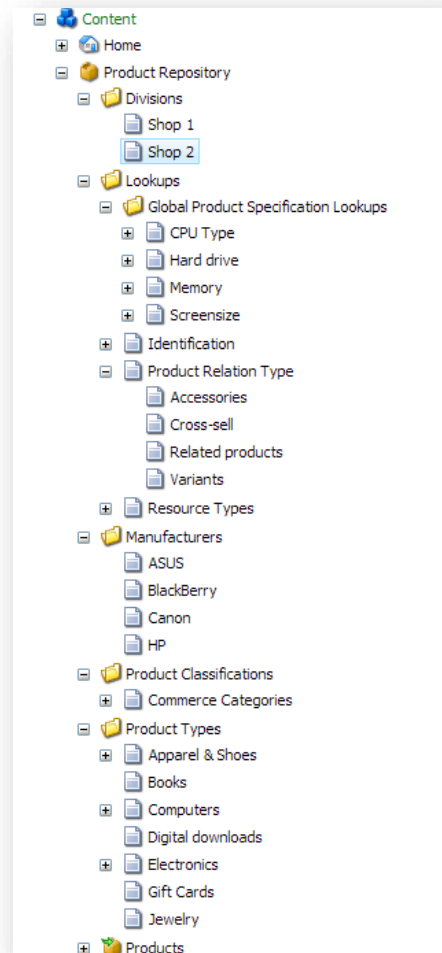 Content
Home
Product Repository
Divisions
Shop 1
Shop 2
Lookups
Global Product Specification Lookups
CPU Type
Hard drive
Memory
Screensize
Identification
Product Relation Type
Accessories
Cross-sell
Related products
Variants
Resource Types
Manufacturers
ASUS
BlackBerry
Canon
HP
Product Classifications
Commerce Categories
Product Types
Apparel & Shoes
Books
Computers
Digital downloads
Electronics
Gift Cards
Jewelry
Products